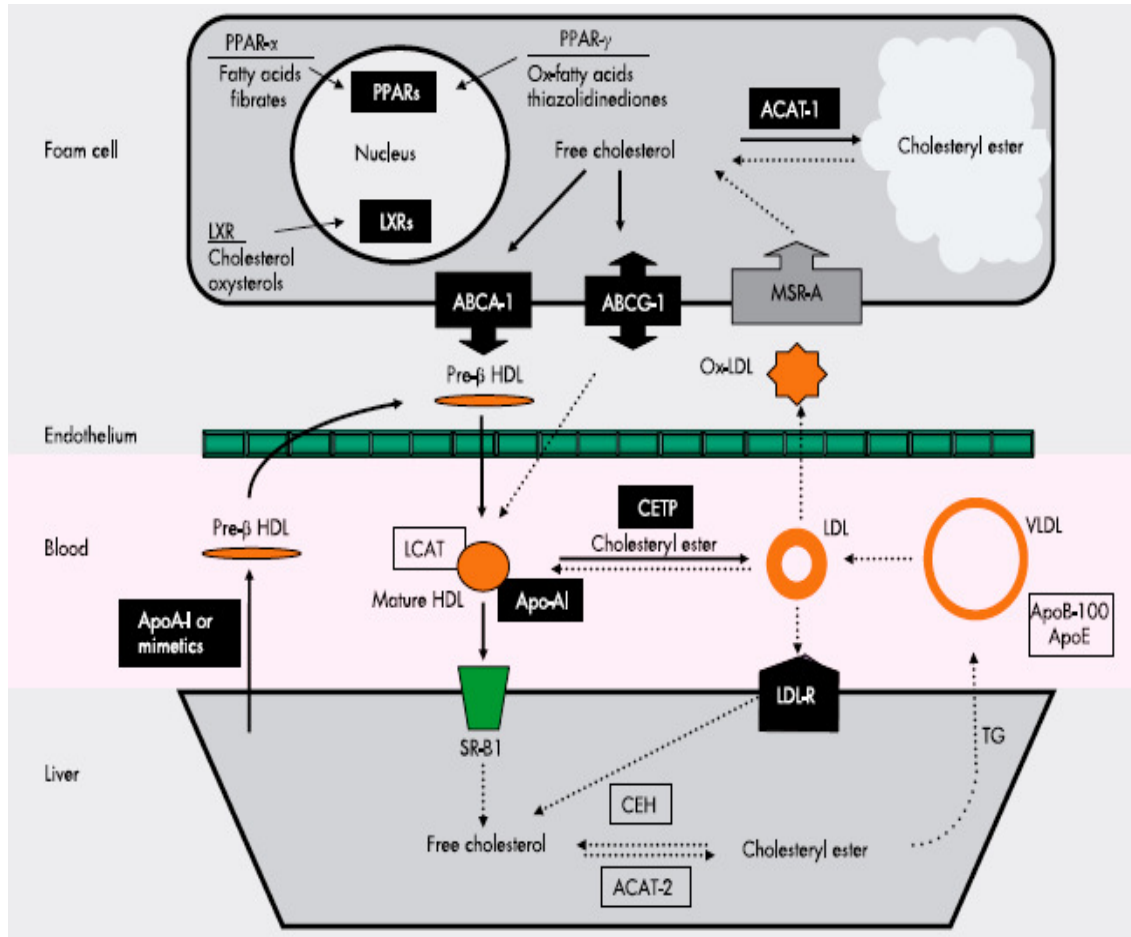 PPAR-α
Fatty acids
fibrates
PPARs
PPAR-γ
Ox-fatty acids
thiazolidinediones
ACAT-1
Foam cell
Nucleus
Free cholesterol
Cholesteryl ester
LXRs
LXR
Cholesterol
oxysterols
ABCA-1
ABCG-1
MSR-A
Pre-β HDL
Ox-LDL
Endothelium
Blood
Pre-β HDL
LCAT
Mature HDL
Apo-AI
CETP
Cholesteryl ester
LDL
VLDL
ApoB-100
ApoE
ApoA-I or
mimetics
LDL-R
SR-B1
TG
Liver
CEH
Free cholesterol
Cholesteryl ester
ACAT-2